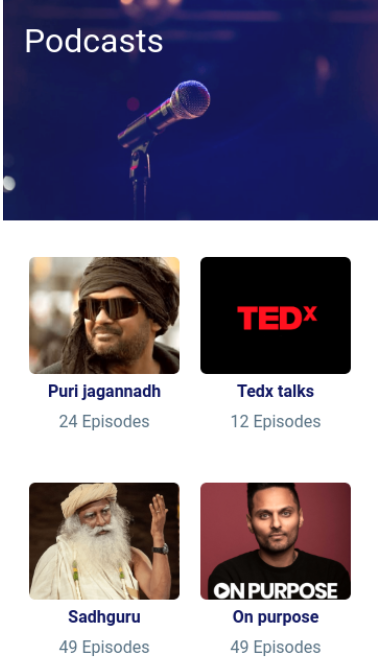 Podcasts
TEDx
Puri jagannadh
Tedx talks
24 Episodes
12 Episodes
ON PURPOSE
Sadhguru
On purpose
49 Episodes
49 Episodes